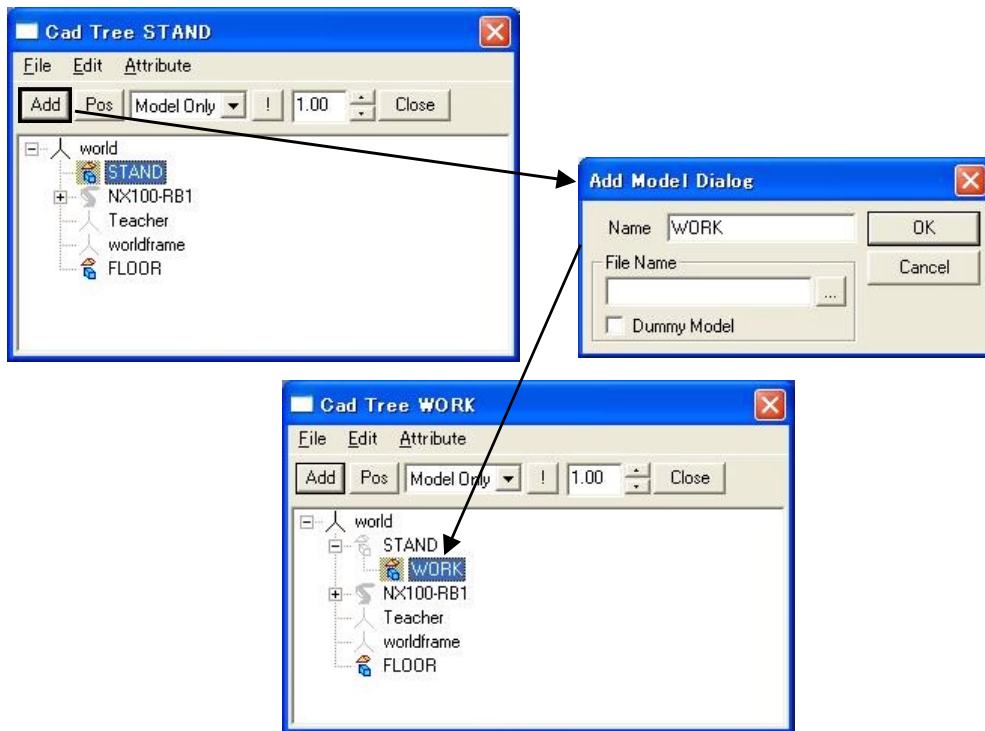 Cad Tree STAND
File Edit Attribute
Add Pos Model Only ! 1.00 Close
world
STAND
NX100-RB1
Teacher
worldframe
FLOOR
Add Model Dialog
Name WORK OK
File Name Cancel
...
Dummy Model
Cad Tree WORK
File Edit Attribute
Add Pos Model Only ! 1.00 Close
world
STAND
WORK
NX100-RB1
Teacher
worldframe
FLOOR